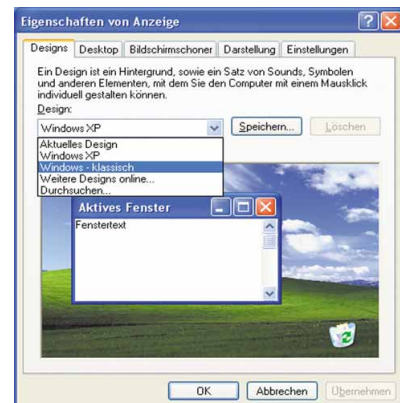 Eigenschaften von Anzeige
Designs Desktop Bildschirmschoner Darstellung Einstellungen
Ein Design ist ein Hintergrund, sowie ein Satz von Sounds, Symbolen
und anderen Elementen, mit dem Sie den Computer mit einem Mausklick
individuell gestalten können.
Design:
Windows XP Speichern... Löschen
Aktuelles Design
Windows XP
Windows - klassisch
Weitere Designs online...
Durchsuchen...
Aktives Fenster
Fenstertext
OK Abbrechen Übernehmen